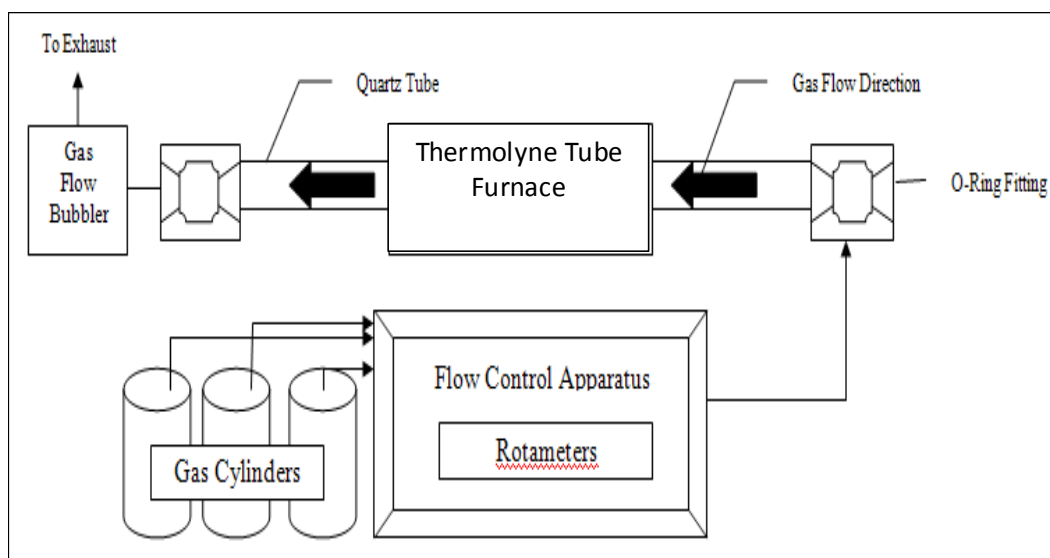 To Exhaust
Quartz Tube
Gas Flow Direction
Gas
Flow
Bubbler
Thermolyne Tube
Furnace
O-Ring Fitting
Flow Control Apparatus
Rotameters
Gas Cylinders